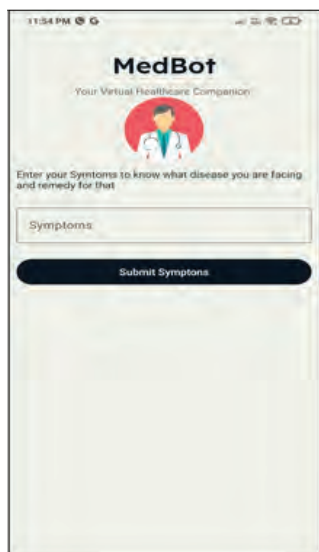 11:54 PM
MedBot
Your Virtual Healthcare Companion
Enter your Symtoms to know what disease you are facing
and remedy for that
Symptoms
Submit Symptons